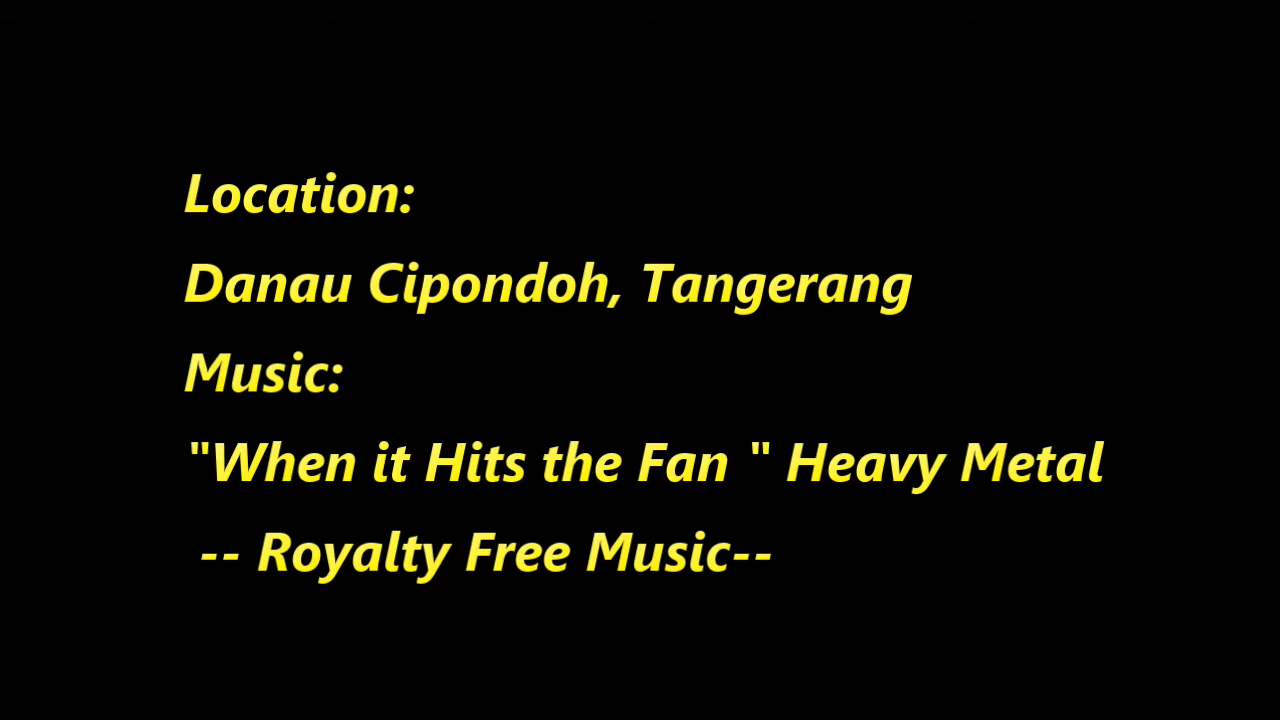 Location:
Danau Cipondoh, Tangerang
Music:
"When it Hits the Fan " Heavy Metal
-- Royalty Free Music--